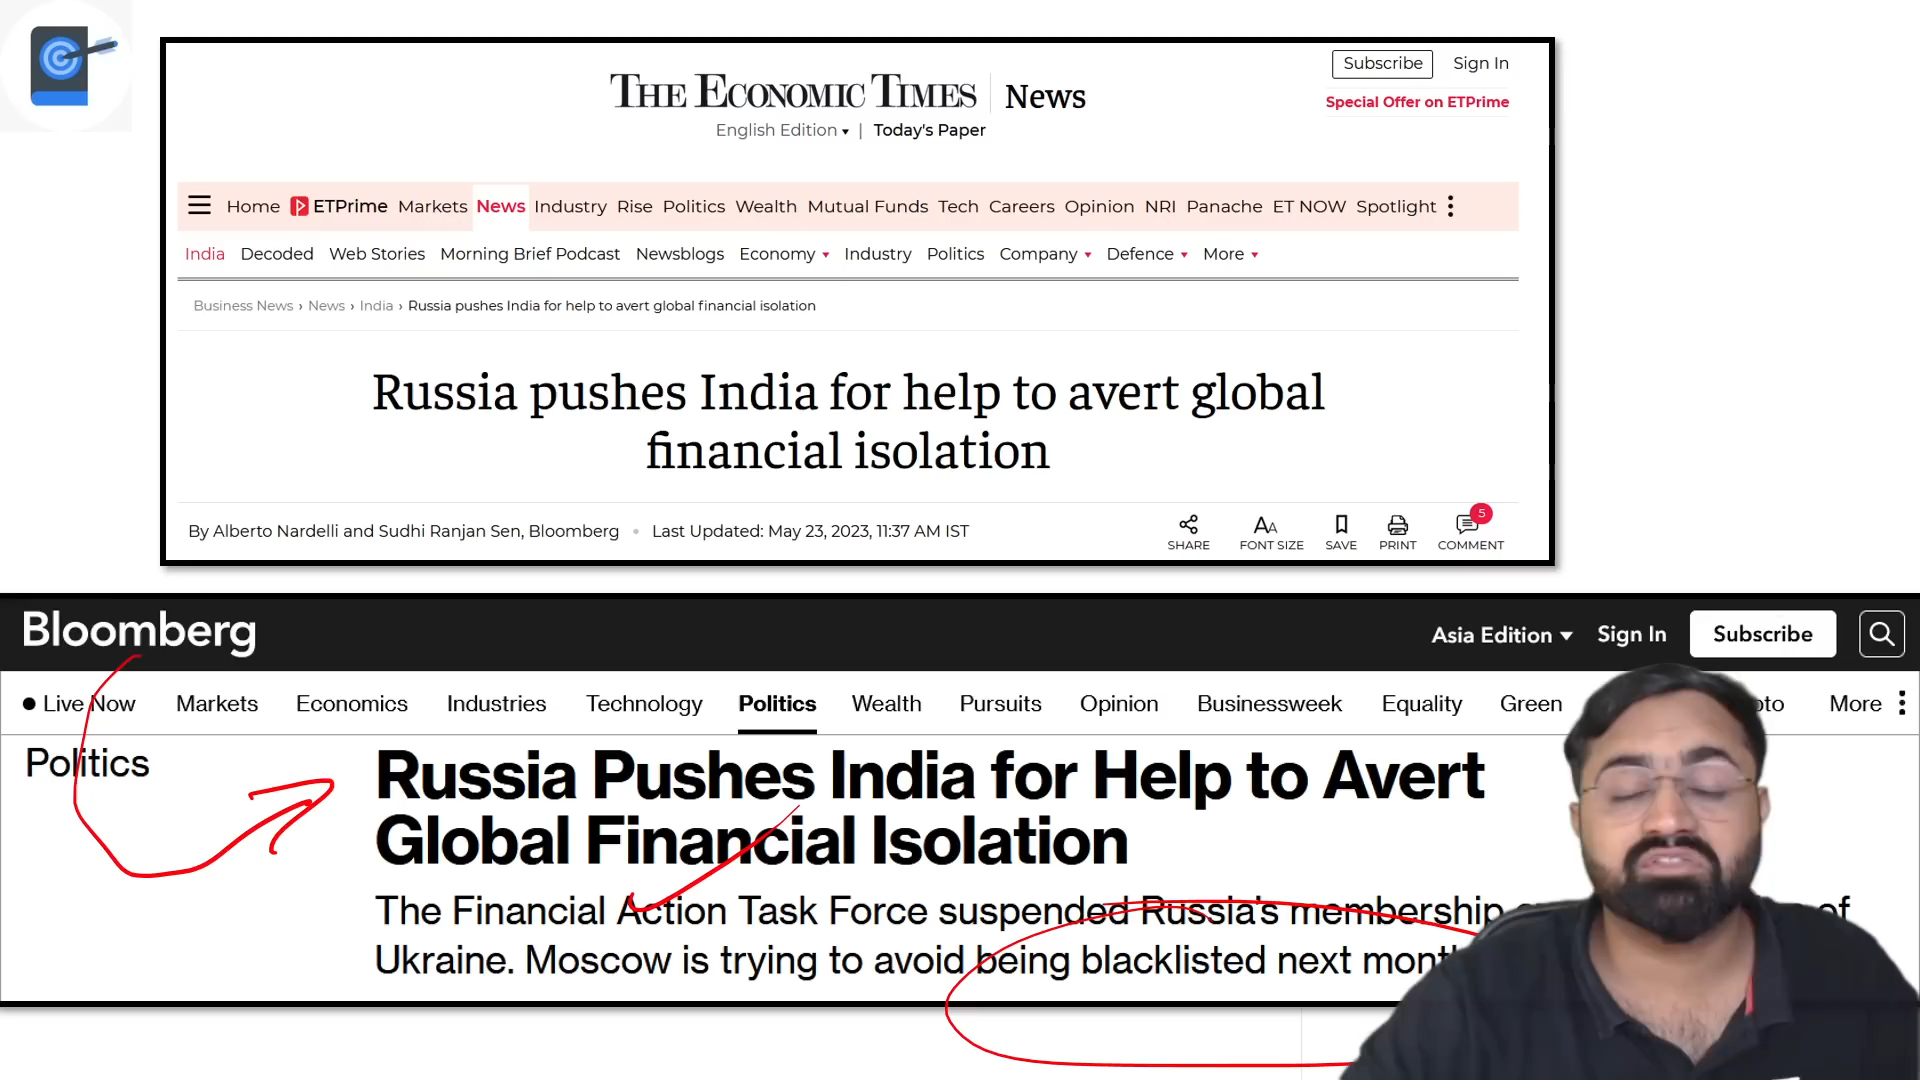 Subscribe Sign In
THE ECONOMIC TIMES News
Special Offer on ETPrime
English Edition | Today's Paper
Home ETPrime Markets News Industry Rise Politics Wealth Mutual Funds Tech Careers Opinion NRI Panache ET NOW Spotlight
India Decoded Web Stories Morning Brief Podcast Newsblogs Economy Industry Politics Company Defence More
Business News › News › India › Russia pushes India for help to avert global financial isolation
Russia pushes India for help to avert global
financial isolation
By Alberto Nardelli and Sudhi Ranjan Sen, Bloomberg • Last Updated: May 23, 2023, 11:37 AM IST
5
SHARE FONT SIZE SAVE PRINT COMMENT
Bloomberg Asia Edition Sign In Subscribe
Live Now Markets Economics Industries Technology Politics Wealth Pursuits Opinion Businessweek Equality Green More
Politics
Russia Pushes India for Help to Avert
Global Financial Isolation
The Financial Action Task Force suspended Russia's membership of
Ukraine. Moscow is trying to avoid being blacklisted next